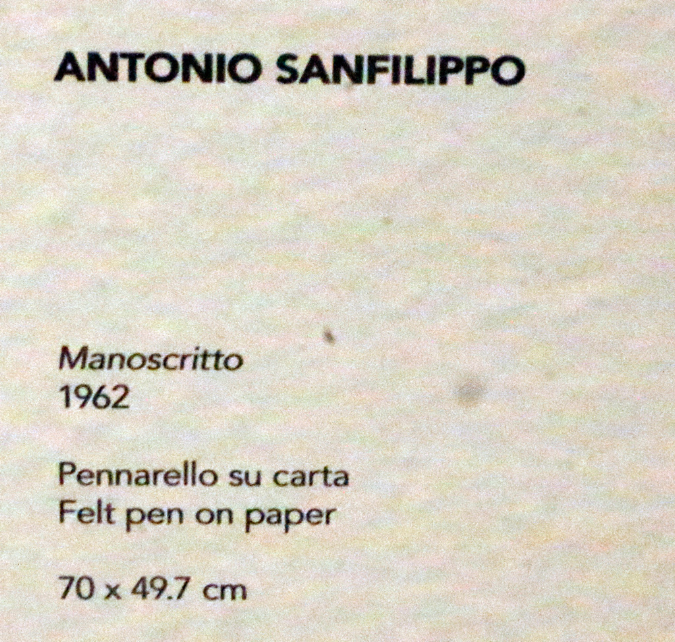 ANTONIO SANFILIPPO
Manoscritto
1962
Pennarello su carta
Felt pen on paper
70 x 49.7 cm